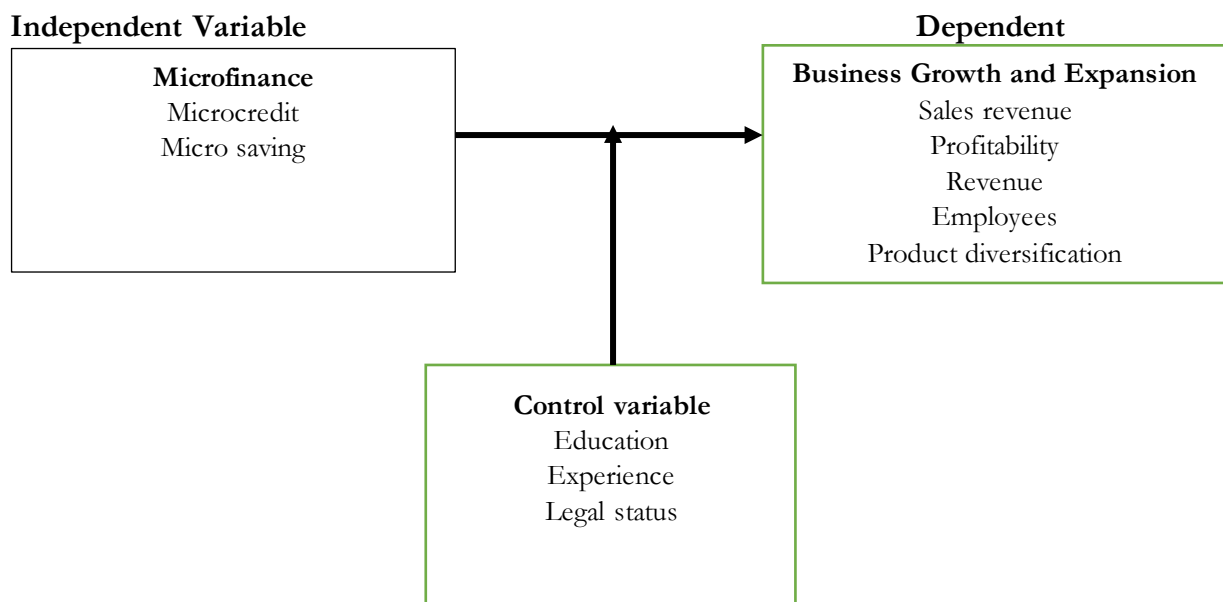 Independent Variable
Microfinance
Microcredit
Micro saving
Dependent
Business Growth and Expansion
Sales revenue
Profitability
Revenue
Employees
Product diversification
Control variable
Education
Experience
Legal status